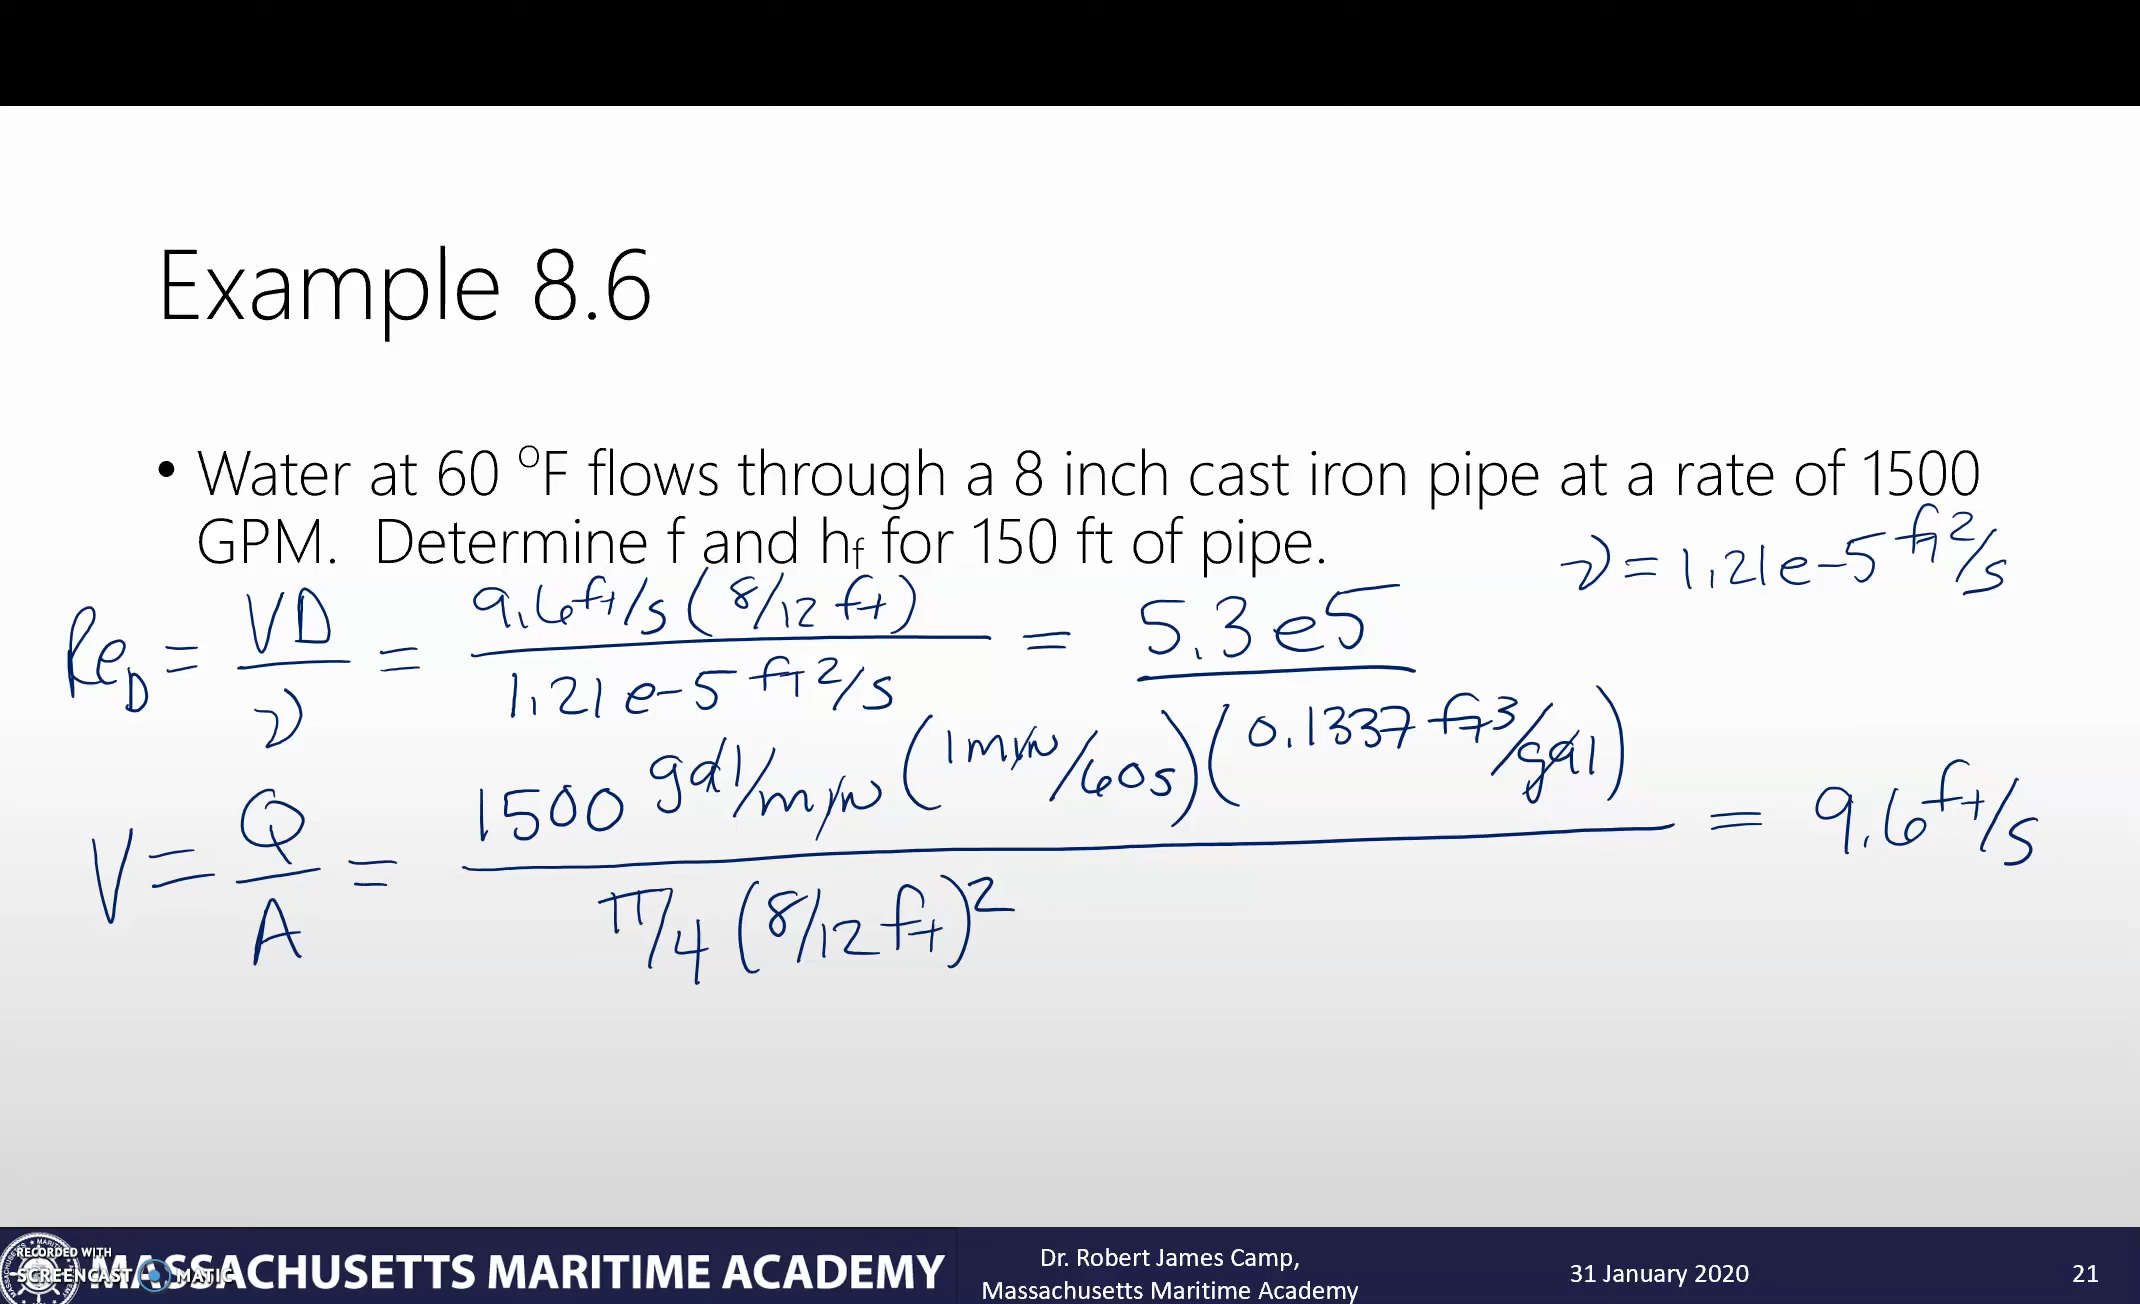 Example 8.6
• Water at 60 °F flows through a 8 inch cast iron pipe at a rate of 1500
GPM. Determine f and hf for 150 ft of pipe.
ν = 1.21e-5 ft²/s
Re_D = VD/ν = 9.6 ft/s (8/12 ft) / 1.21e-5 ft²/s = 5.3e5
V = Q/A = 1500 gal/min (1 min/60s)(0.1337 ft³/gal) / π/4 (8/12 ft)² = 9.6 ft/s
RECORDED WITH
SCREENCAST MATIC
MASSACHUSETTS MARITIME ACADEMY
Dr. Robert James Camp,
Massachusetts Maritime Academy
31 January 2020
21